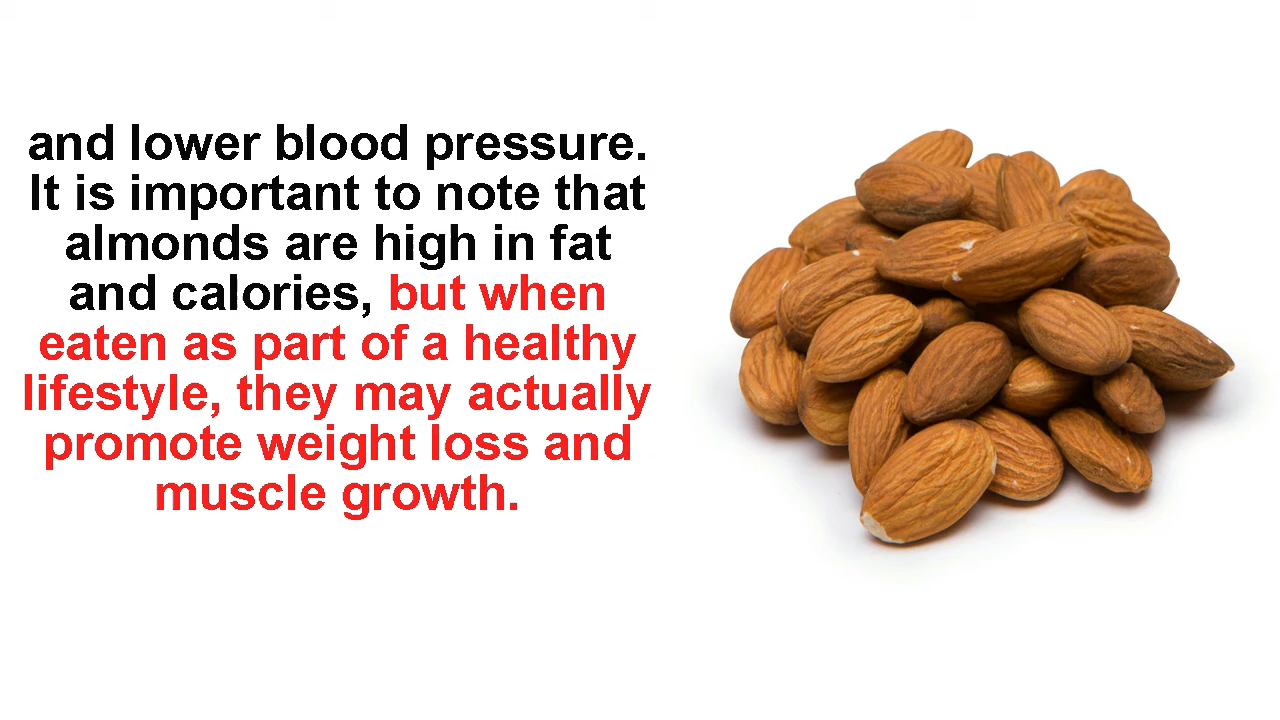 and lower blood pressure.
It is important to note that
almonds are high in fat
and calories, but when
eaten as part of a healthy
lifestyle, they may actually
promote weight loss and
muscle growth.